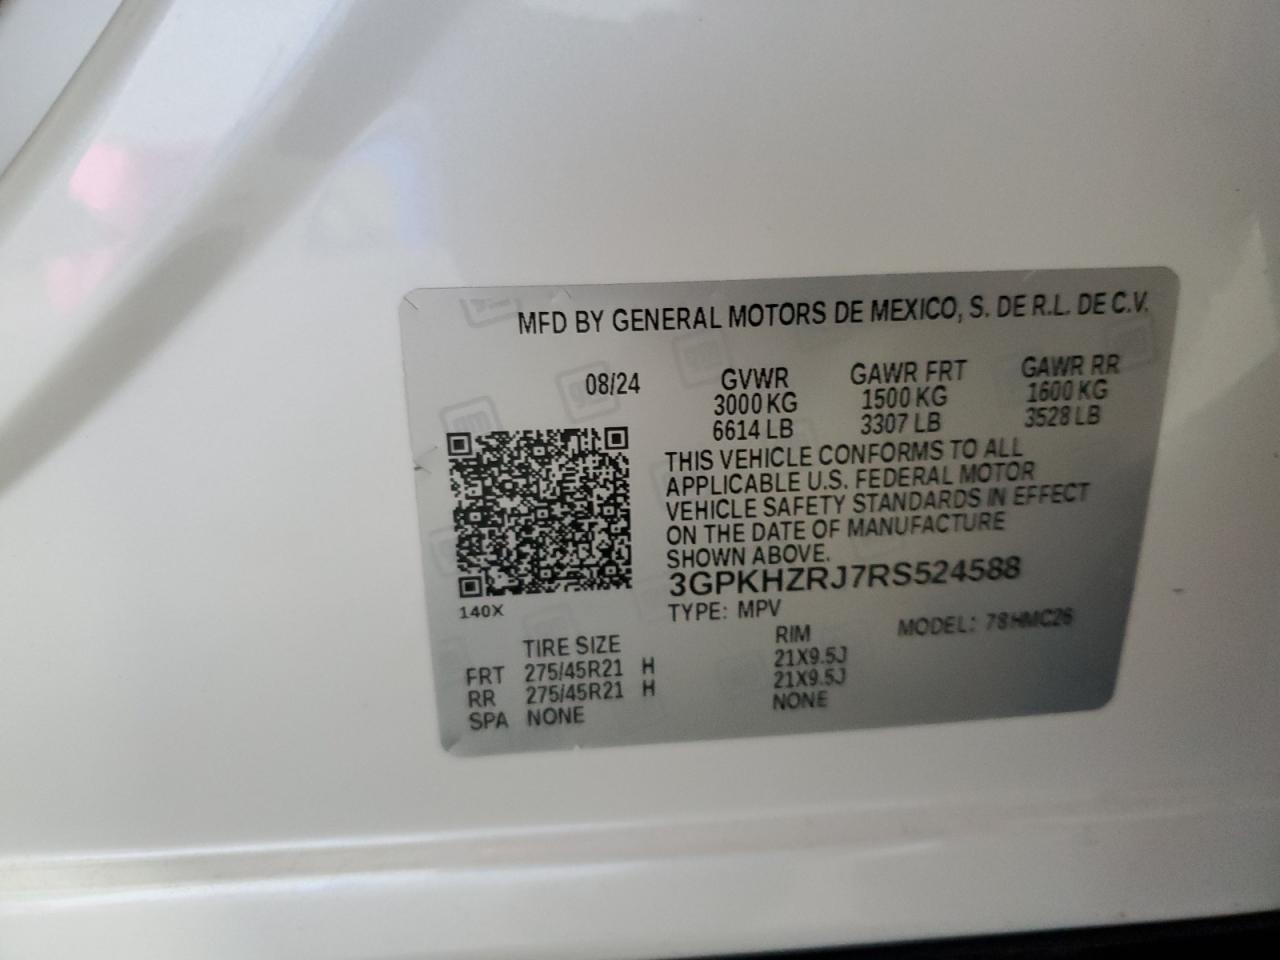 MFD BY GENERAL MOTORS DE MEXICO, S. DE R.L. DE C.V.
08/24 GVWR GAWR FRT GAWR RR
3000 KG 1500 KG 1600 KG
6614 LB 3307 LB 3528 LB
THIS VEHICLE CONFORMS TO ALL
APPLICABLE U.S. FEDERAL MOTOR
VEHICLE SAFETY STANDARDS IN EFFECT
ON THE DATE OF MANUFACTURE
SHOWN ABOVE.
3GPKHZRJ7RS524588
140X TYPE: MPV MODEL: 78HMC26
TIRE SIZE RIM
FRT 275/45R21 H 21X9.5J
RR 275/45R21 H 21X9.5J
SPA NONE NONE